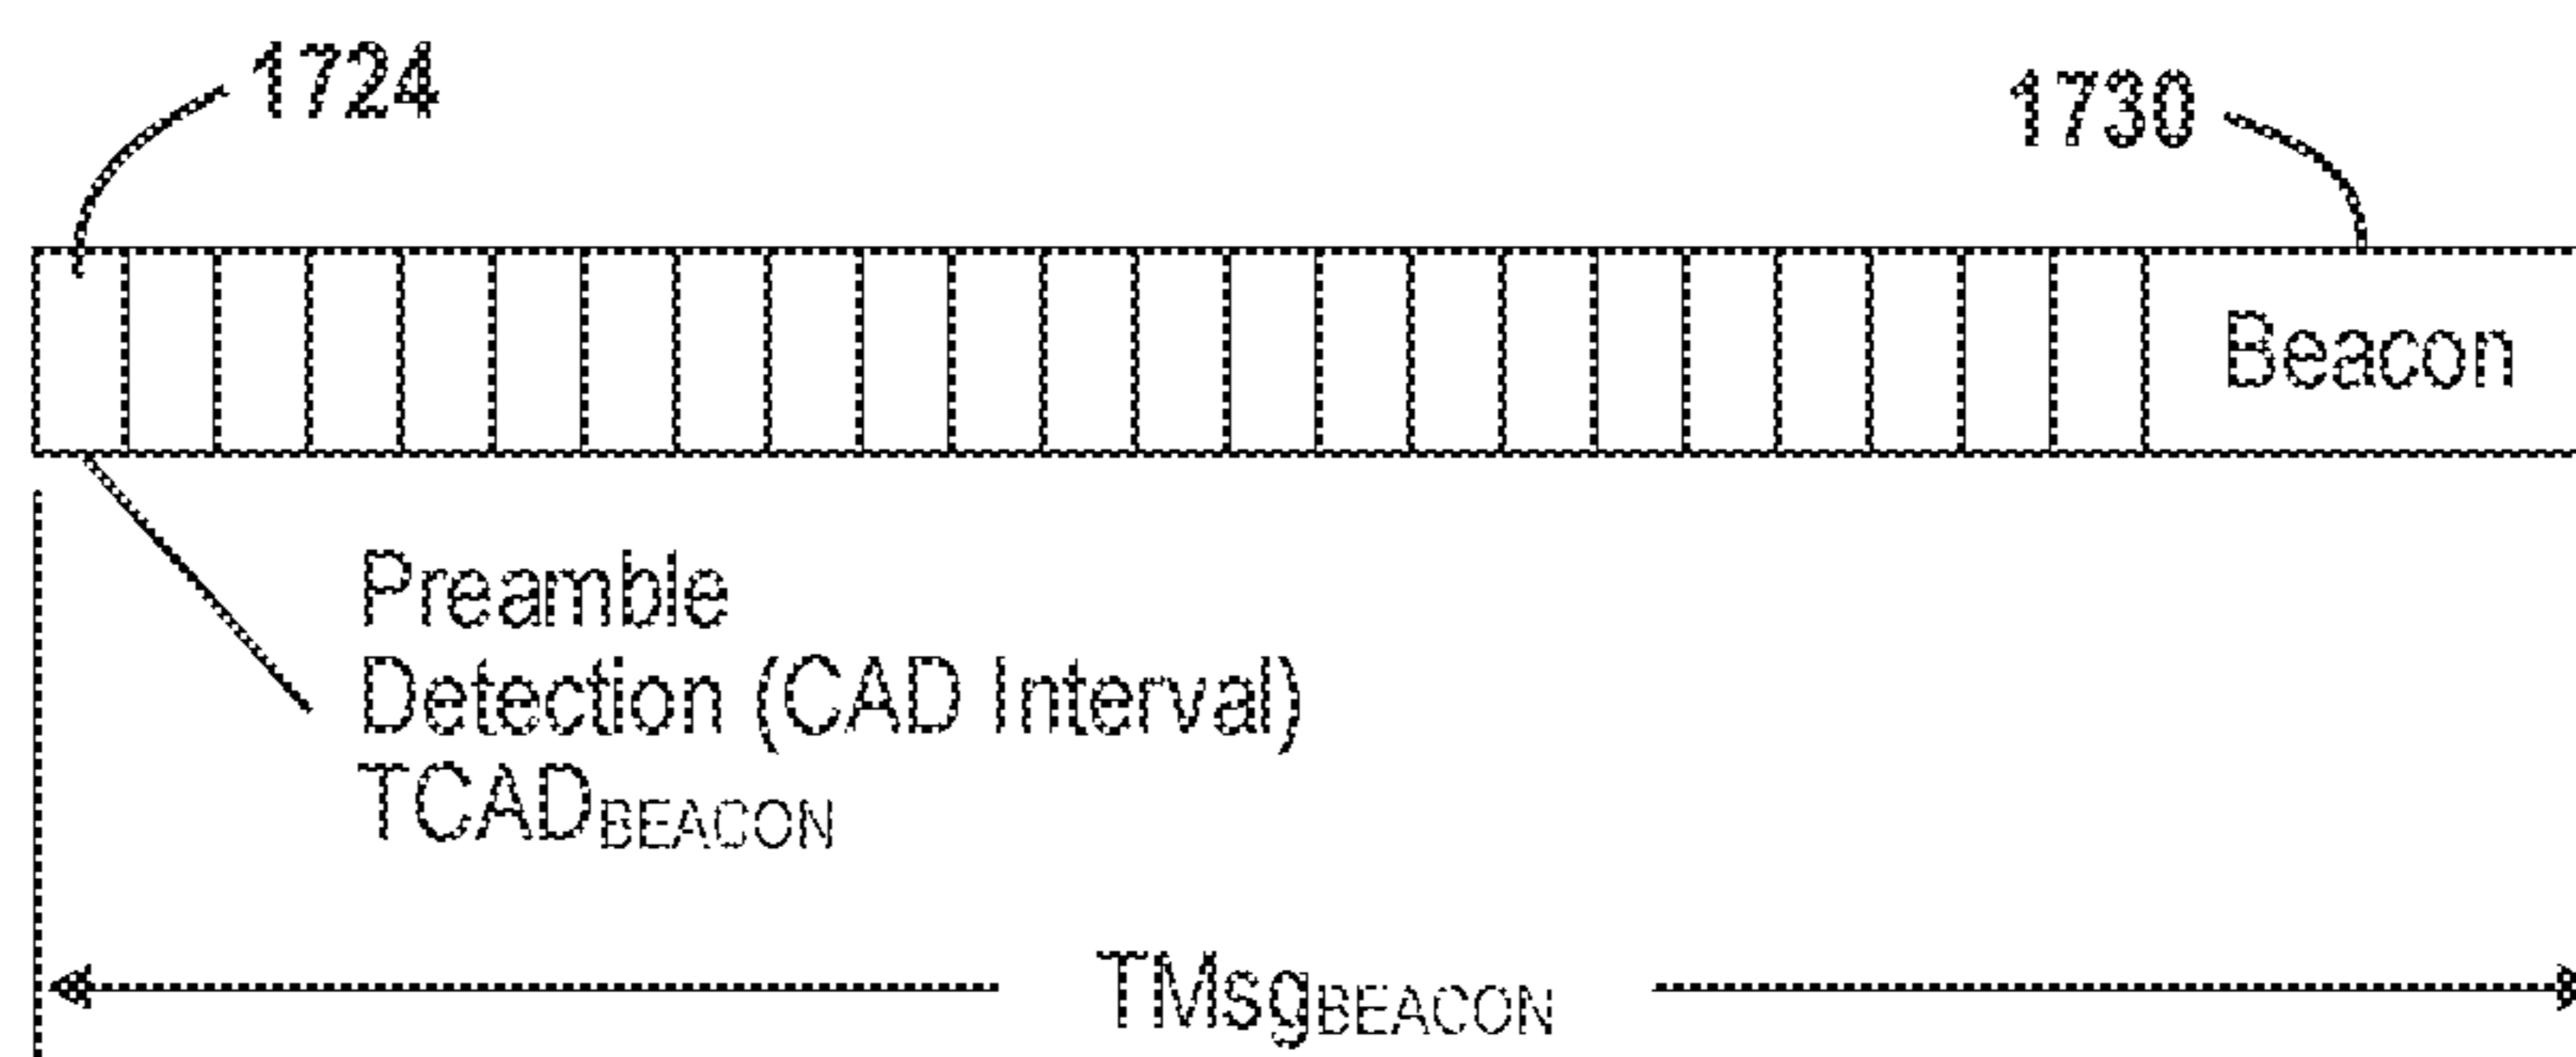 1724
1730
Beacon
Preamble
Detection (CAD Interval)
TCADBEACON
TMsgBEACON